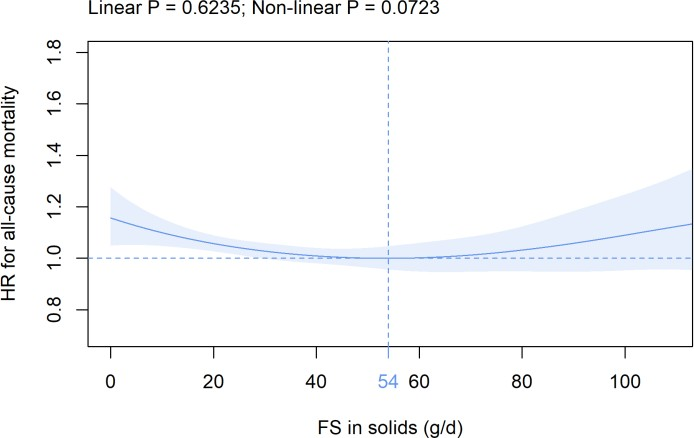 Linear P = 0.6235; Non-linear P = 0.0723
HR for all-cause mortality
1.8
1.6
1.4
1.2
1.0
0.8
0 20 40 54 60 80 100
FS in solids (g/d)